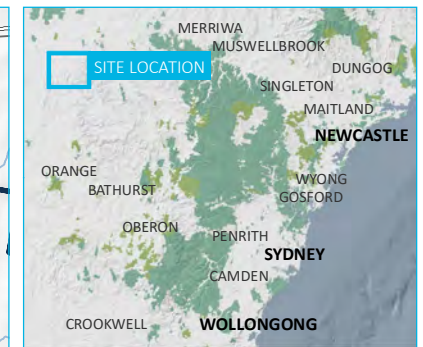 MERRIWA
MUSWELLBROOK
SITE LOCATION
DUNGOG
SINGLETON
MAITLAND
NEWCASTLE
ORANGE
WYONG
BATHURST
GOSFORD
OBERON
PENRITH
SYDNEY
CAMDEN
CROOKWELL
WOLLONGONG